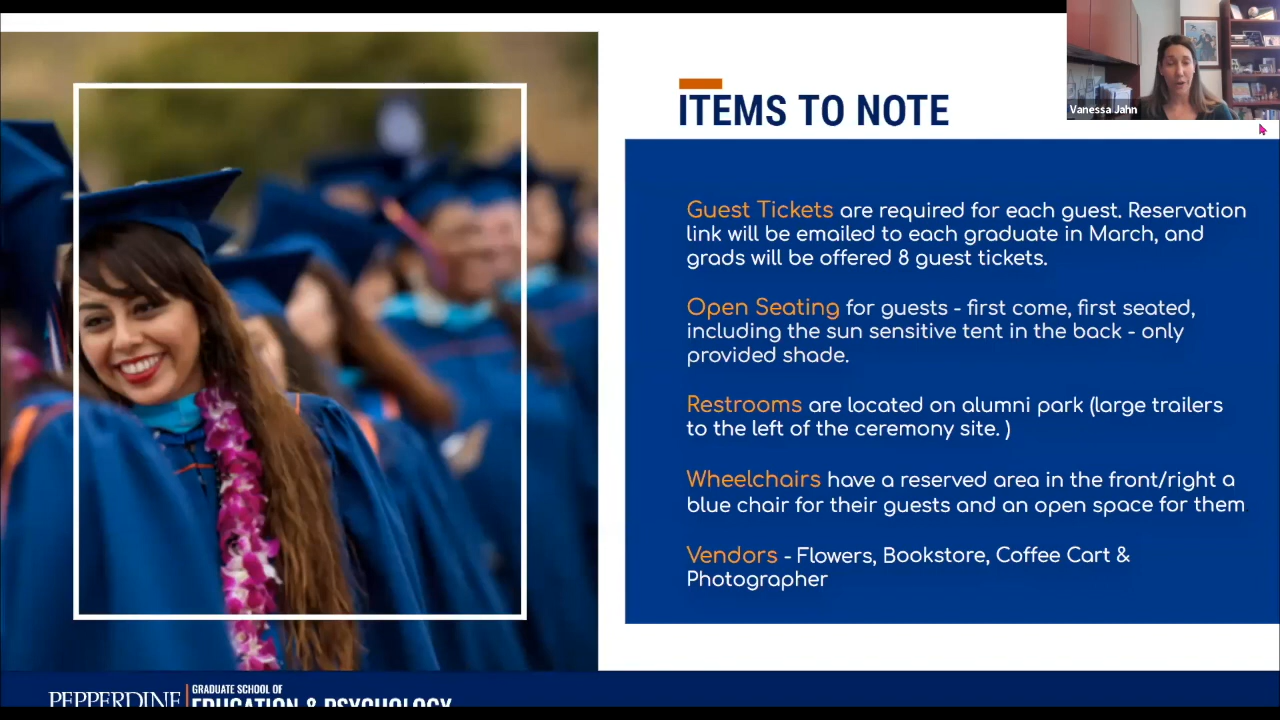 ITEMS TO NOTE
Vanessa Jahn
Guest Tickets are required for each guest. Reservation
link will be emailed to each graduate in March, and
grads will be offered 8 guest tickets.
Open Seating for guests - first come, first seated,
including the sun sensitive tent in the back - only
provided shade.
Restrooms are located on alumni park (large trailers
to the left of the ceremony site. )
Wheelchairs have a reserved area in the front/right a
blue chair for their guests and an open space for them.
Vendors - Flowers, Bookstore, Coffee Cart &
Photographer
PEPPERDINE
GRADUATE SCHOOL OF
EDUCATION & PSYCHOLOGY